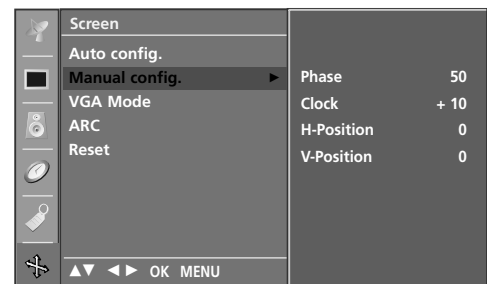 Screen
Auto config.
Manual config. ►
VGA Mode
ARC
Reset
▲▼ ◄► OK MENU
Phase 50
Clock + 10
H-Position 0
V-Position 0